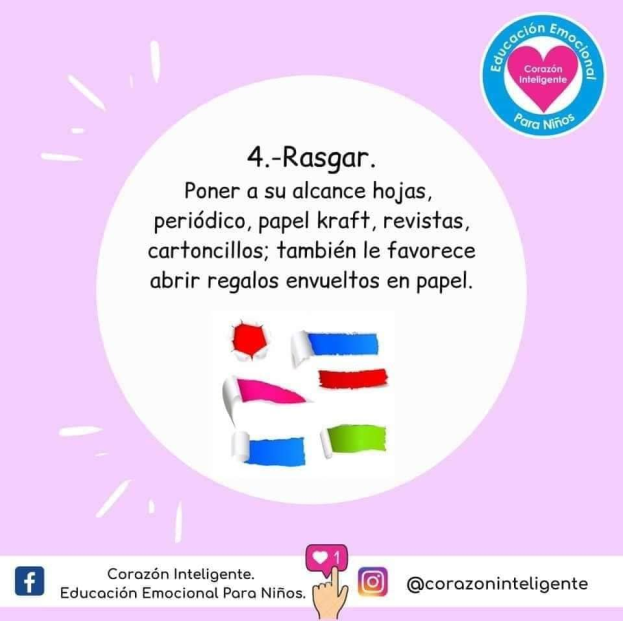 Educación Emocional
Corazón
Inteligente
Para Niños
4.-Rasgar.
Poner a su alcance hojas,
periódico, papel kraft, revistas,
cartoncillos; también le favorece
abrir regalos envueltos en papel.
1
Corazón Inteligente.
Educación Emocional Para Niños.
@corazoninteligente